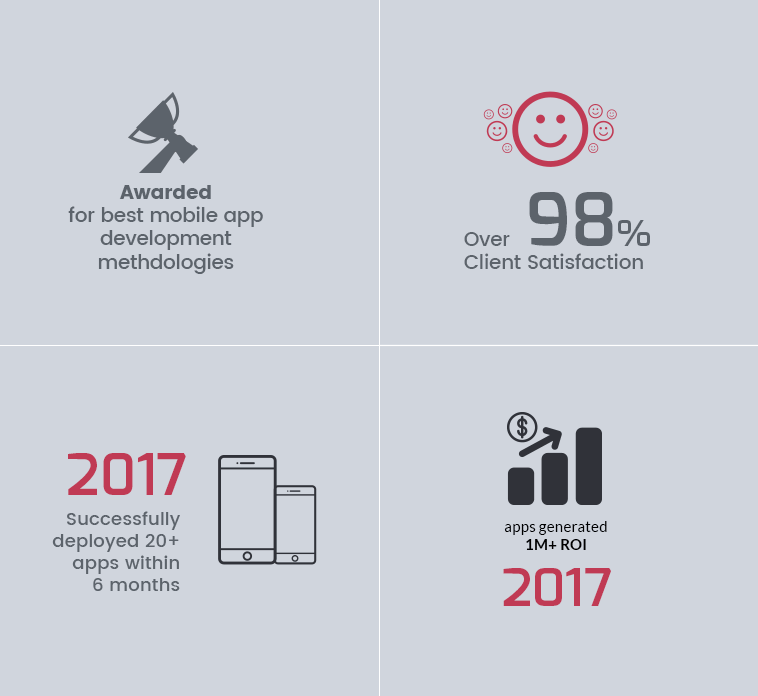 Awarded
for best mobile app
development
methdologies
Over 98%
Client Satisfaction
2017
Successfully
deployed 20+
apps within
6 months
$
apps generated
1M+ ROI
2017